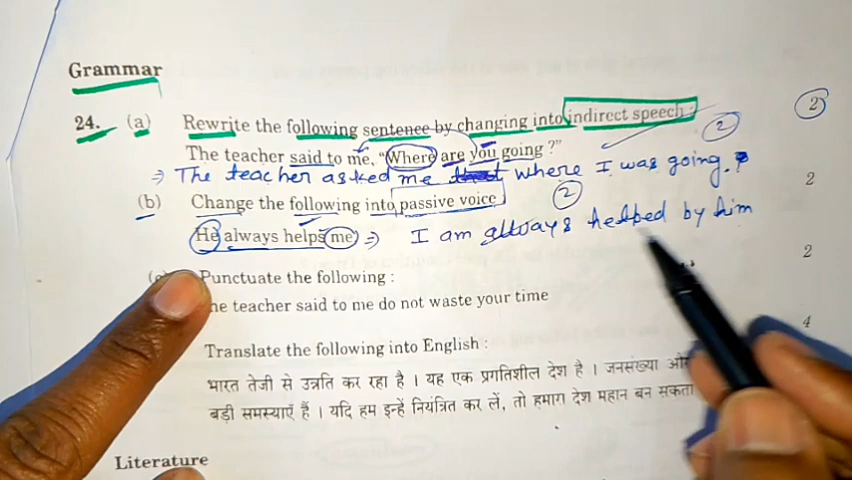 Grammar
24. (a) Rewrite the following sentence by changing into indirect speech : 2
The teacher said to me, “Where are you going ?” 2
⇒ The teacher asked me that where I was going.
(b) Change the following into passive voice 2 2
He always helps me ⇒ I am always helped by him
Punctuate the following : 2
teacher said to me do not waste your time
Translate the following into English : 4
भारत तेजी से उन्नति कर रहा है । यह एक प्रगतिशील देश है । जनसंख्या
बड़ी समस्याएँ हैं । यदि हम इन्हें नियंत्रित कर लें, तो हमारा देश महान बन सकता
Literature